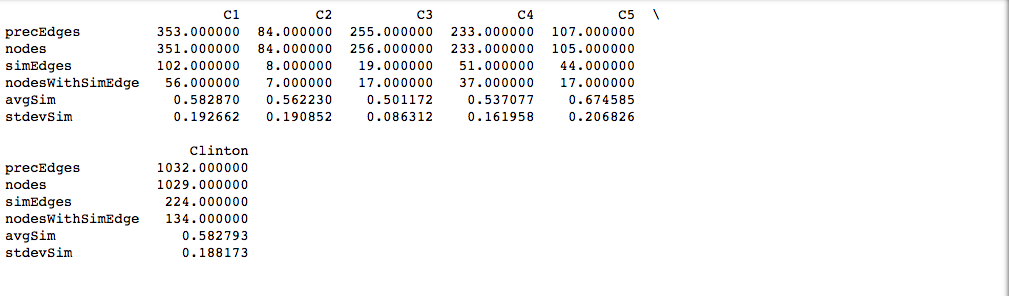 C1 C2 C3 C4 C5 \
precEdges 353.000000 84.000000 255.000000 233.000000 107.000000
nodes 351.000000 84.000000 256.000000 233.000000 105.000000
simEdges 102.000000 8.000000 19.000000 51.000000 44.000000
nodesWithSimEdge 56.000000 7.000000 17.000000 37.000000 17.000000
avgSim 0.582870 0.562230 0.501172 0.537077 0.674585
stdevSim 0.192662 0.190852 0.086312 0.161958 0.206826
Clinton
precEdges 1032.000000
nodes 1029.000000
simEdges 224.000000
nodesWithSimEdge 134.000000
avgSim 0.582793
stdevSim 0.188173